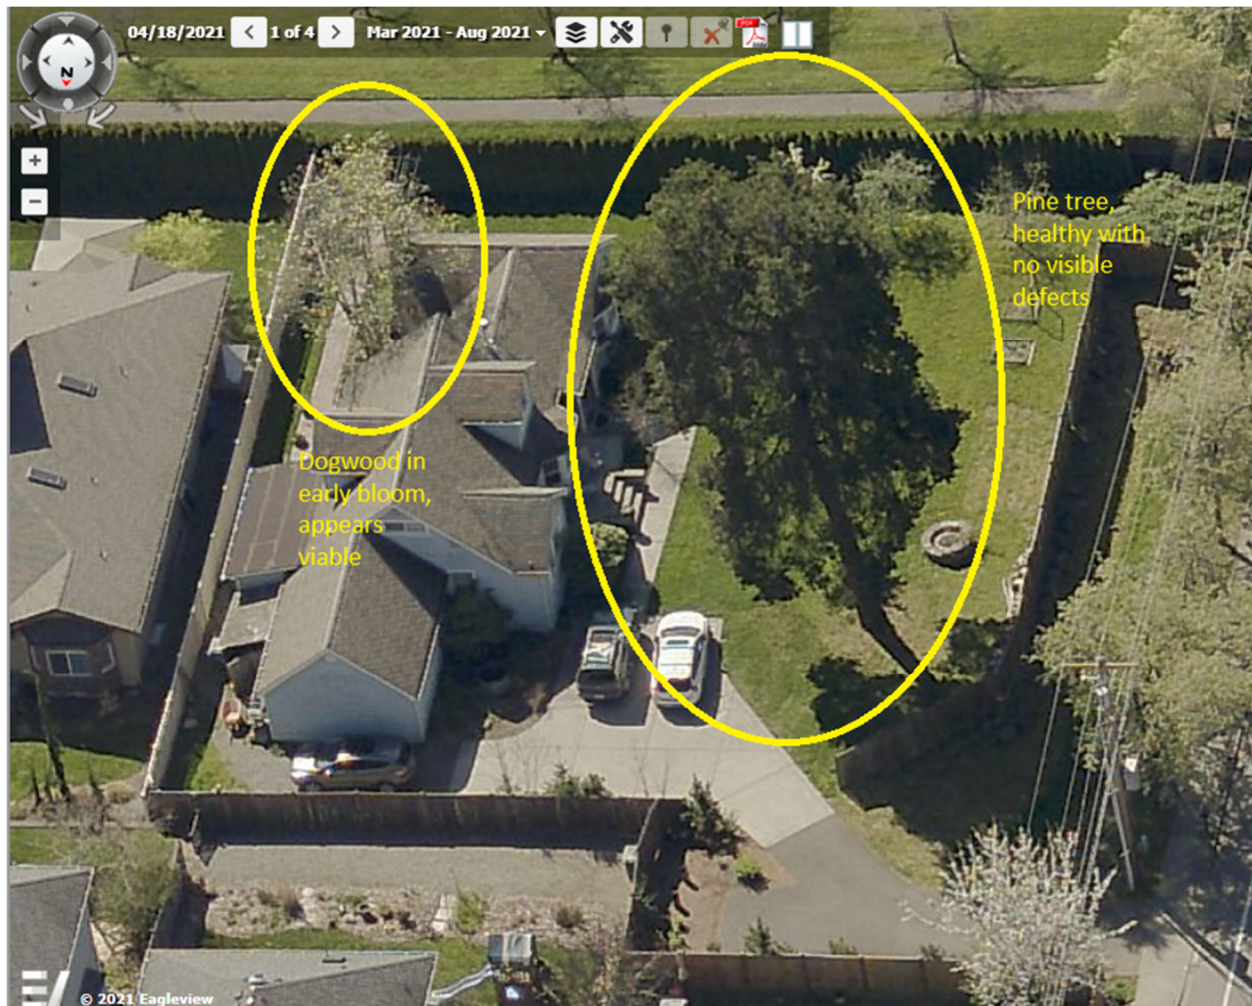 04/18/2021 1 of 4 Mar 2021 - Aug 2021
PDF
N
Pine tree,
healthy with
no visible
defects
Dogwood in
early bloom,
appears
viable
© 2021 Eagleview